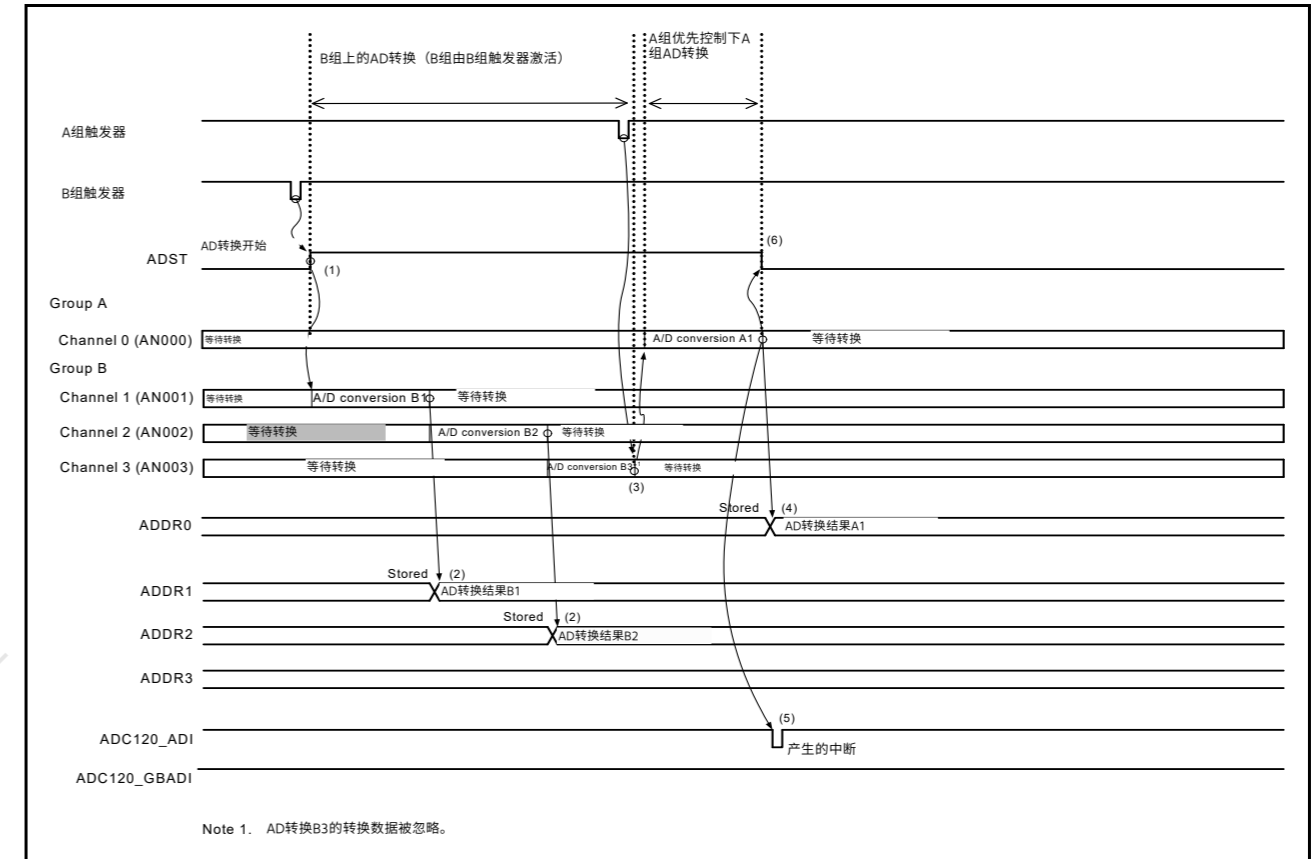 A组优先控制下A
组AD转换
B组上的AD转换（B组由B组触发器激活）
A组触发器
B组触发器
AD转换开始
(6)
ADST
(1)
Group A
Channel 0 (AN000)
等待转换
A/D conversion A1
等待转换
Group B
Channel 1 (AN001)
等待转换
A/D conversion B1
等待转换
Channel 2 (AN002)
等待转换
A/D conversion B2
等待转换
Channel 3 (AN003)
等待转换
A/D conversion B3*1
等待转换
(3)
Stored
(4)
ADDR0
AD转换结果A1
Stored
(2)
ADDR1
AD转换结果B1
Stored
(2)
ADDR2
AD转换结果B2
ADDR3
(5)
ADC120_ADI
产生的中断
ADC120_GBADI
Note 1. AD转换B3的转换数据被忽略。